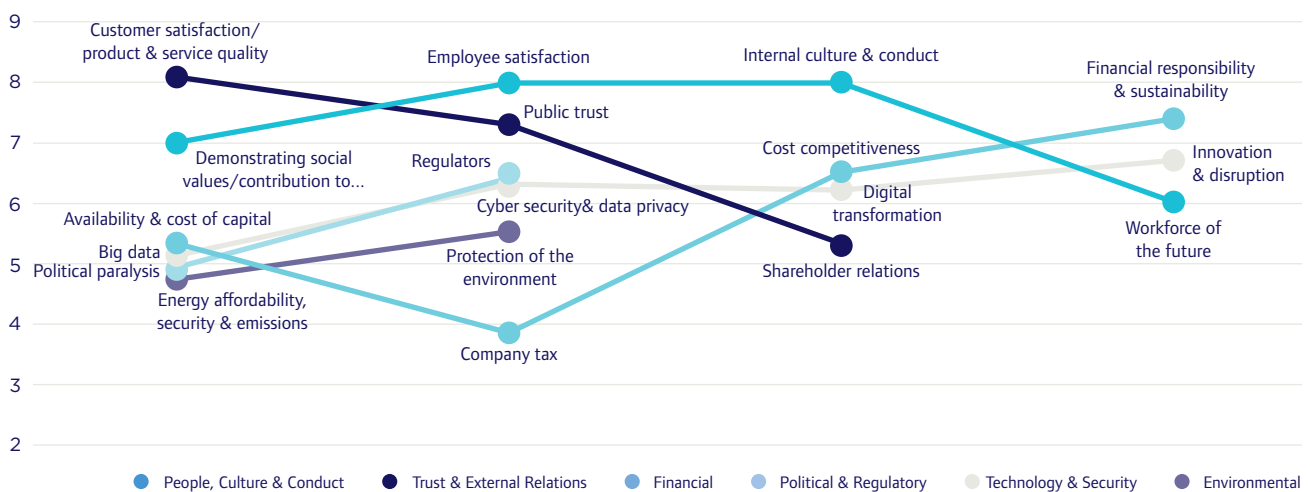 9
Customer satisfaction/
product & service quality
Employee satisfaction
Internal culture & conduct
Financial responsibility
& sustainability
8
Public trust
7
Demonstrating social
values/contribution to...
Regulators
Cost competitiveness
Innovation
& disruption
Digital
transformation
6
Cyber security& data privacy
Availability & cost of capital
Workforce of
the future
Big data
Political paralysis
5
Protection of the
environment
Shareholder relations
Energy affordability,
security & emissions
4
Company tax
3
2
People, Culture & Conduct
Trust & External Relations
Financial
Political & Regulatory
Technology & Security
Environmental